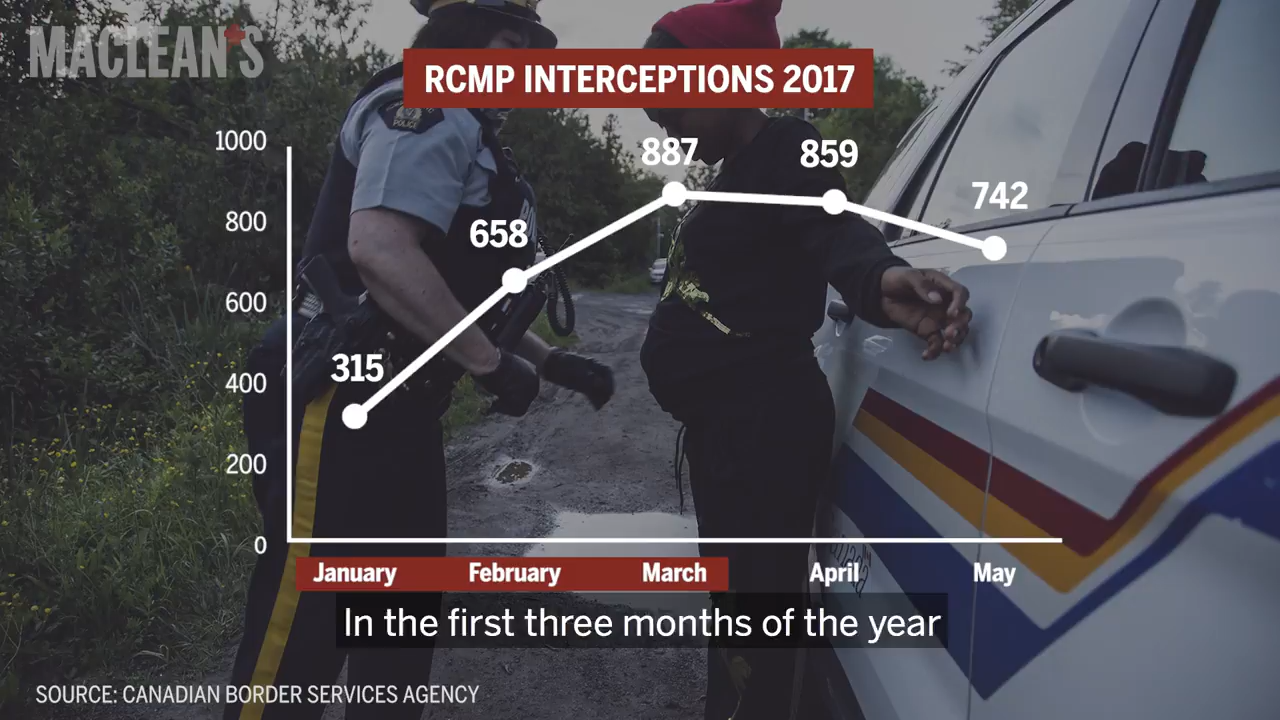 MACLEAN'S
RCMP INTERCEPTIONS 2017
1000
800
600
400
200
0
315
658
887
859
742
January February March April May
In the first three months of the year
SOURCE: CANADIAN BORDER SERVICES AGENCY
POLICE